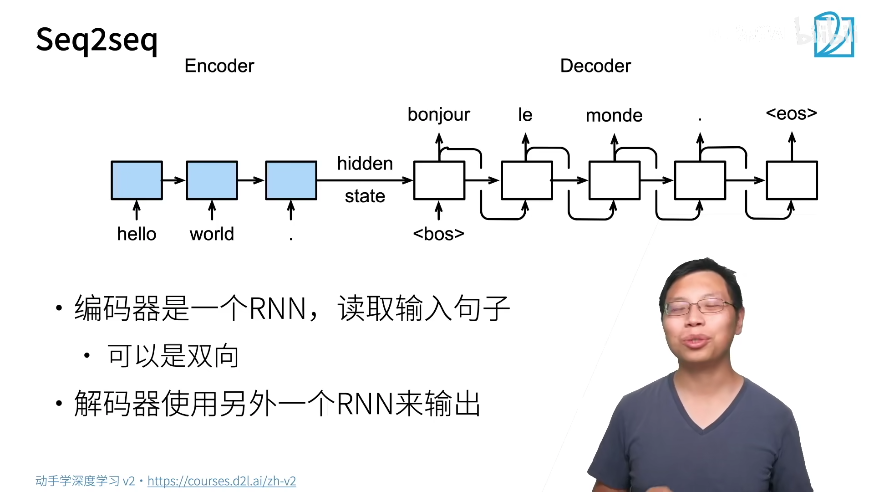 Seq2seq
Encoder
Decoder
bonjour le monde . <eos>
hidden
state
hello world . <bos>
• 编码器是一个RNN，读取输入句子
• 可以是双向
• 解码器使用另外一个RNN来输出
动手学深度学习 v2 • https://courses.d2l.ai/zh-v2